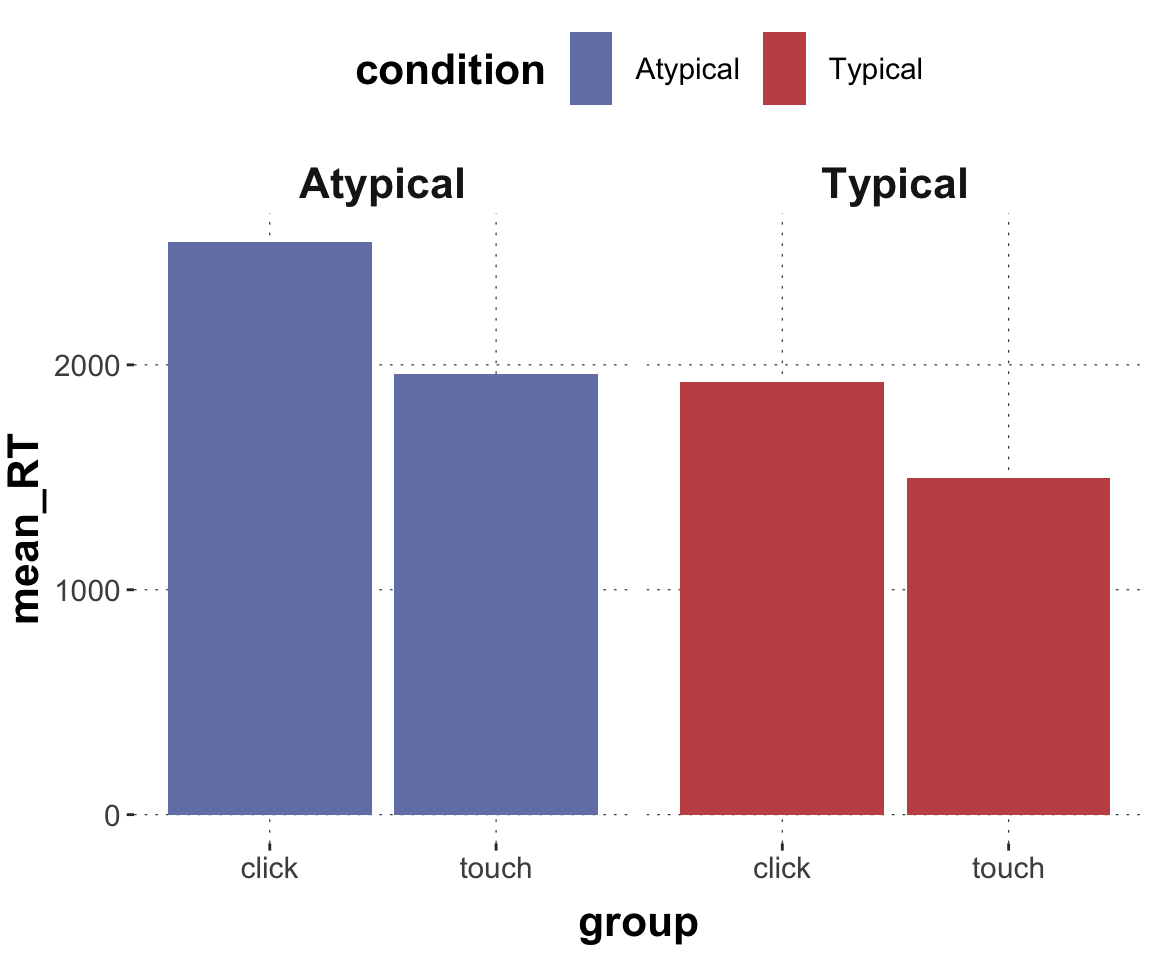 condition Atypical Typical
Atypical Typical
2000
1000
0
mean_RT
click touch click touch
group